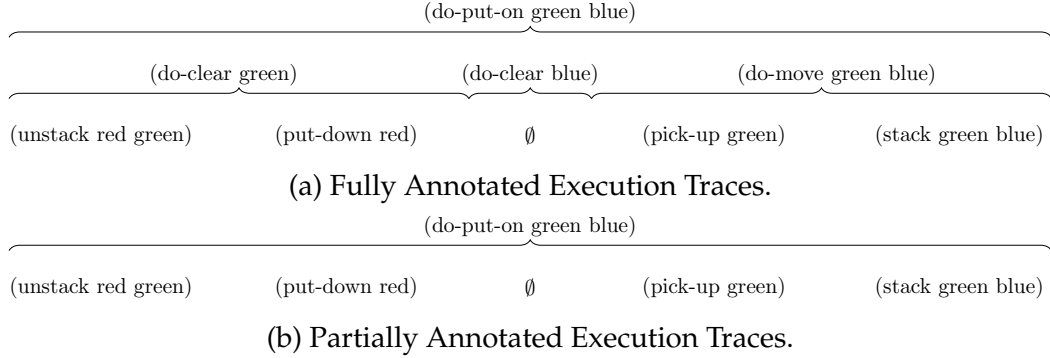 (do-put-on green blue)
(do-clear green) (do-clear blue) (do-move green blue)
(unstack red green) (put-down red) ∅ (pick-up green) (stack green blue)
(a) Fully Annotated Execution Traces.
(do-put-on green blue)
(unstack red green) (put-down red) ∅ (pick-up green) (stack green blue)
(b) Partially Annotated Execution Traces.